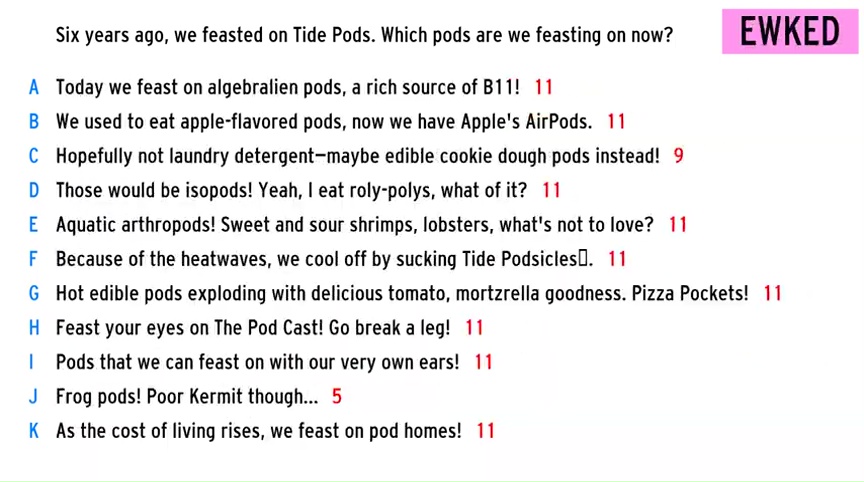 Six years ago, we feasted on Tide Pods. Which pods are we feasting on now?
EWKED
A Today we feast on algebralien pods, a rich source of B11! 11
B We used to eat apple-flavored pods, now we have Apple's AirPods. 11
C Hopefully not laundry detergent—maybe edible cookie dough pods instead! 9
D Those would be isopods! Yeah, I eat roly-polys, what of it? 11
E Aquatic arthropods! Sweet and sour shrimps, lobsters, what's not to love? 11
F Because of the heatwaves, we cool off by sucking Tide Podsicles▯. 11
G Hot edible pods exploding with delicious tomato, mortzrella goodness. Pizza Pockets! 11
H Feast your eyes on The Pod Cast! Go break a leg! 11
I Pods that we can feast on with our very own ears! 11
J Frog pods! Poor Kermit though... 5
K As the cost of living rises, we feast on pod homes! 11